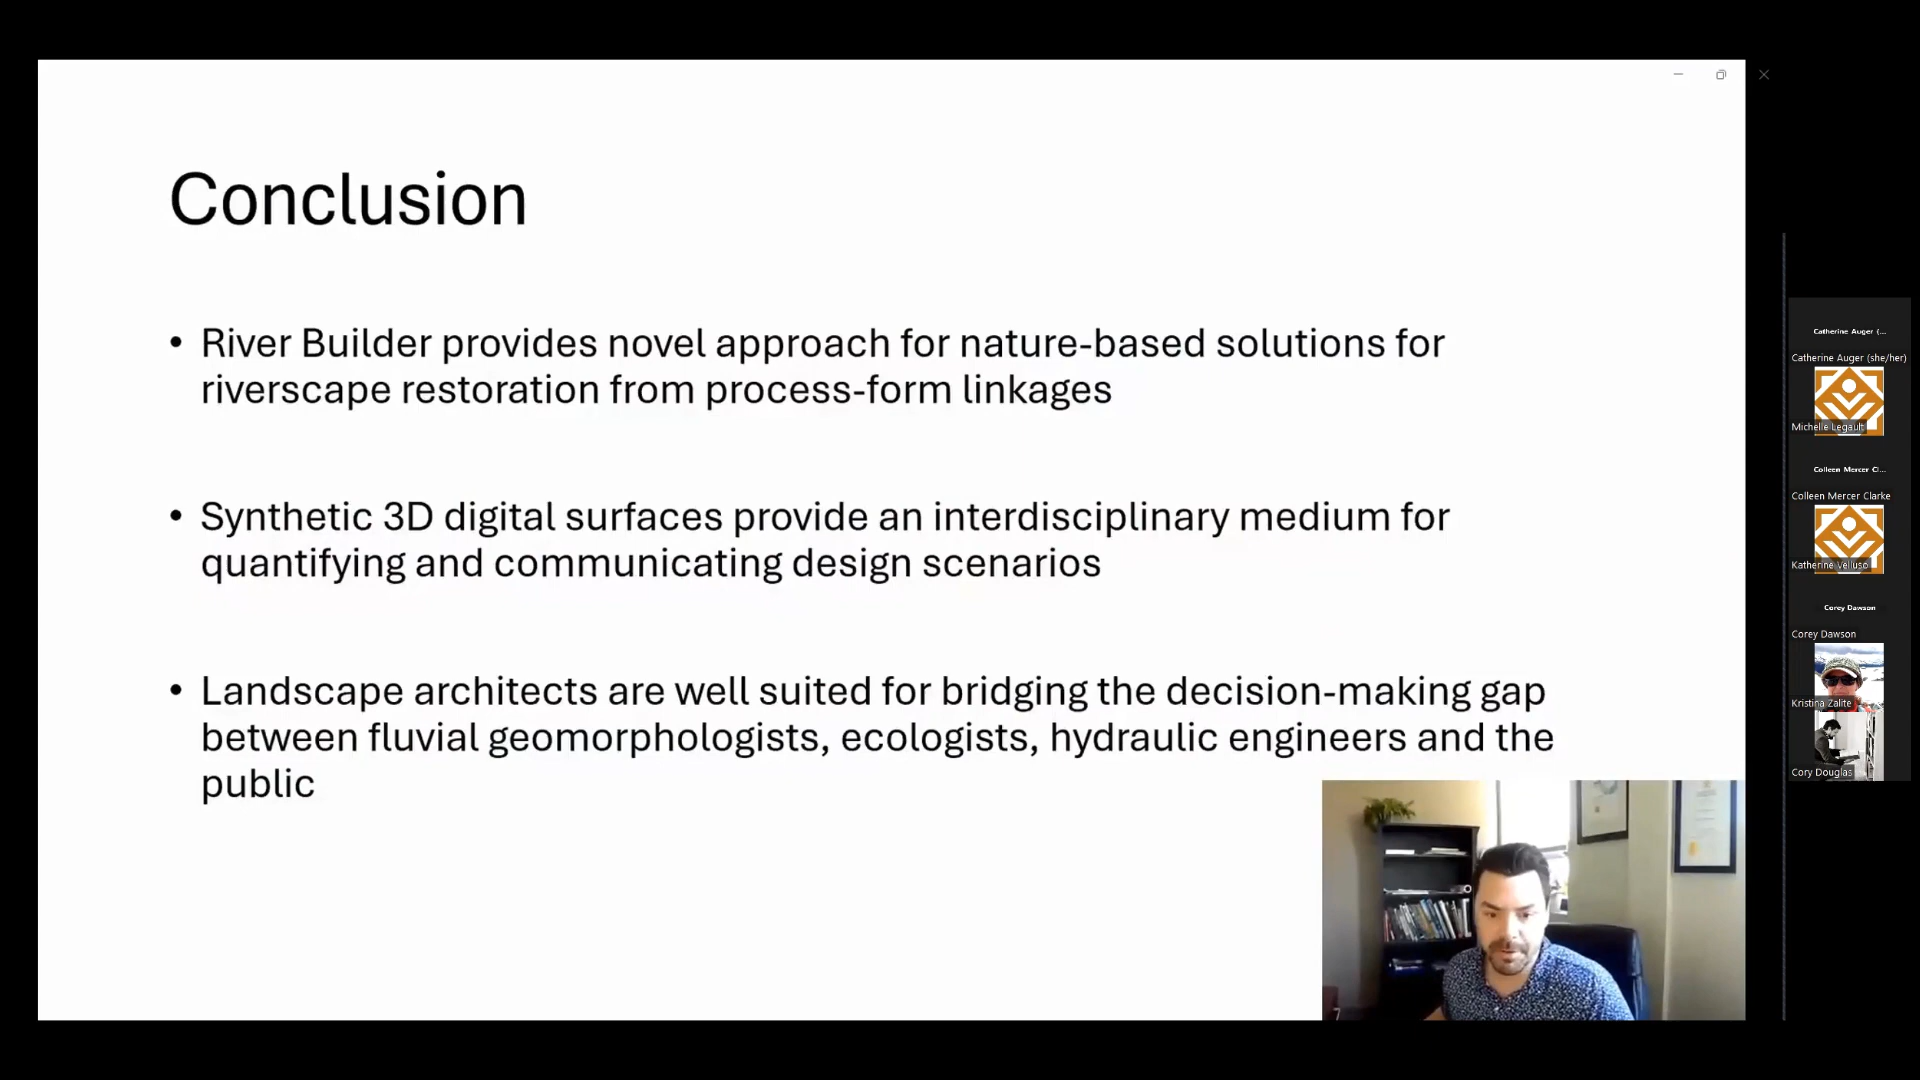 Conclusion
• River Builder provides novel approach for nature-based solutions for
riverscape restoration from process-form linkages
• Synthetic 3D digital surfaces provide an interdisciplinary medium for
quantifying and communicating design scenarios
• Landscape architects are well suited for bridging the decision-making gap
between fluvial geomorphologists, ecologists, hydraulic engineers and the
public
Catherine Auger (...
Catherine Auger (she/her)
Michelle Legault
Colleen Mercer Cl...
Colleen Mercer Clarke
Katherine Velluso
Corey Dawson
Corey Dawson
Kristina Zalite
Cory Douglas